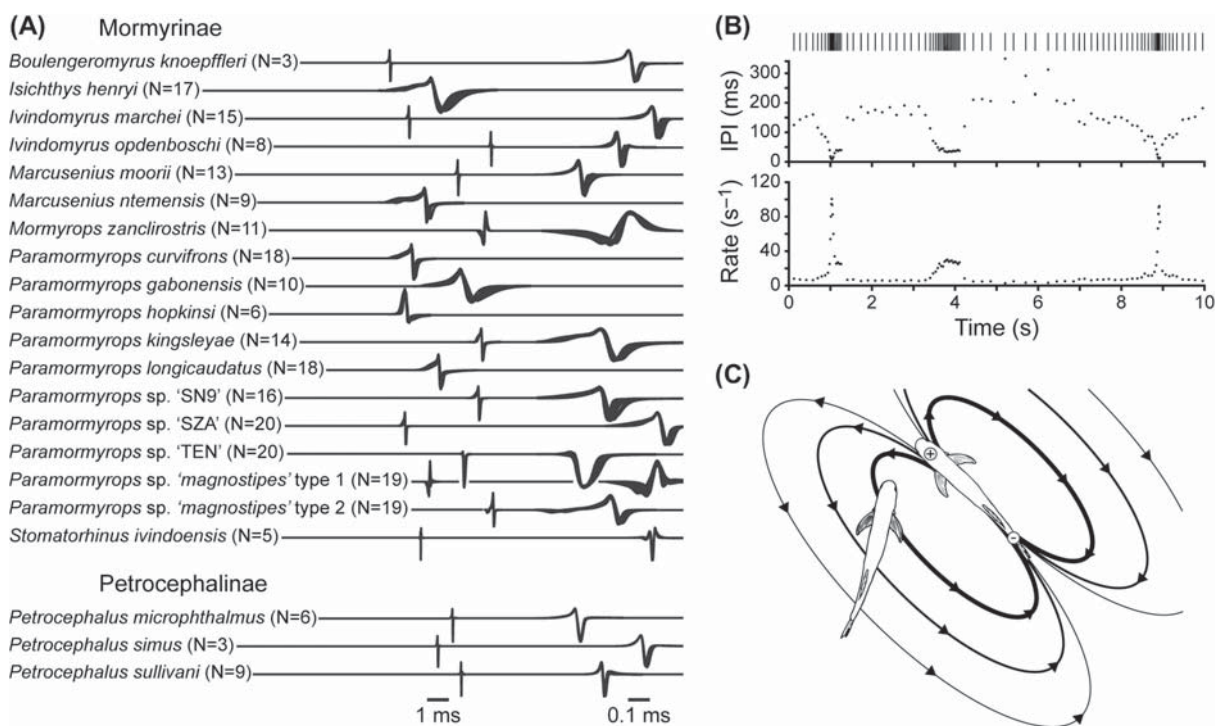 (A) Mormyrinae
Boulengeromyrus knoepffleri (N=3)
Isichthys henryi (N=17)
Ivindomyrus marchei (N=15)
Ivindomyrus opdenboschi (N=8)
Marcusenius moorii (N=13)
Marcusenius ntemensis (N=9)
Mormyrops zanclirostris (N=11)
Paramormyrops curvifrons (N=18)
Paramormyrops gabonensis (N=10)
Paramormyrops hopkinsi (N=6)
Paramormyrops kingsleyae (N=14)
Paramormyrops longicaudatus (N=18)
Paramormyrops sp. ‘SN9’ (N=16)
Paramormyrops sp. ‘SZA’ (N=20)
Paramormyrops sp. ‘TEN’ (N=20)
Paramormyrops sp. ‘magnostipes’ type 1 (N=19)
Paramormyrops sp. ‘magnostipes’ type 2 (N=19)
Stomatorhinus ivindoensis (N=5)
Petrocephalinae
Petrocephalus microphthalmus (N=6)
Petrocephalus simus (N=3)
Petrocephalus sullivani (N=9)
1 ms 0.1 ms
(B)
IPI (ms)
300
200
100
0
Rate (s⁻¹)
120
80
40
0
0 2 4 6 8 10
Time (s)
(C)
+
-